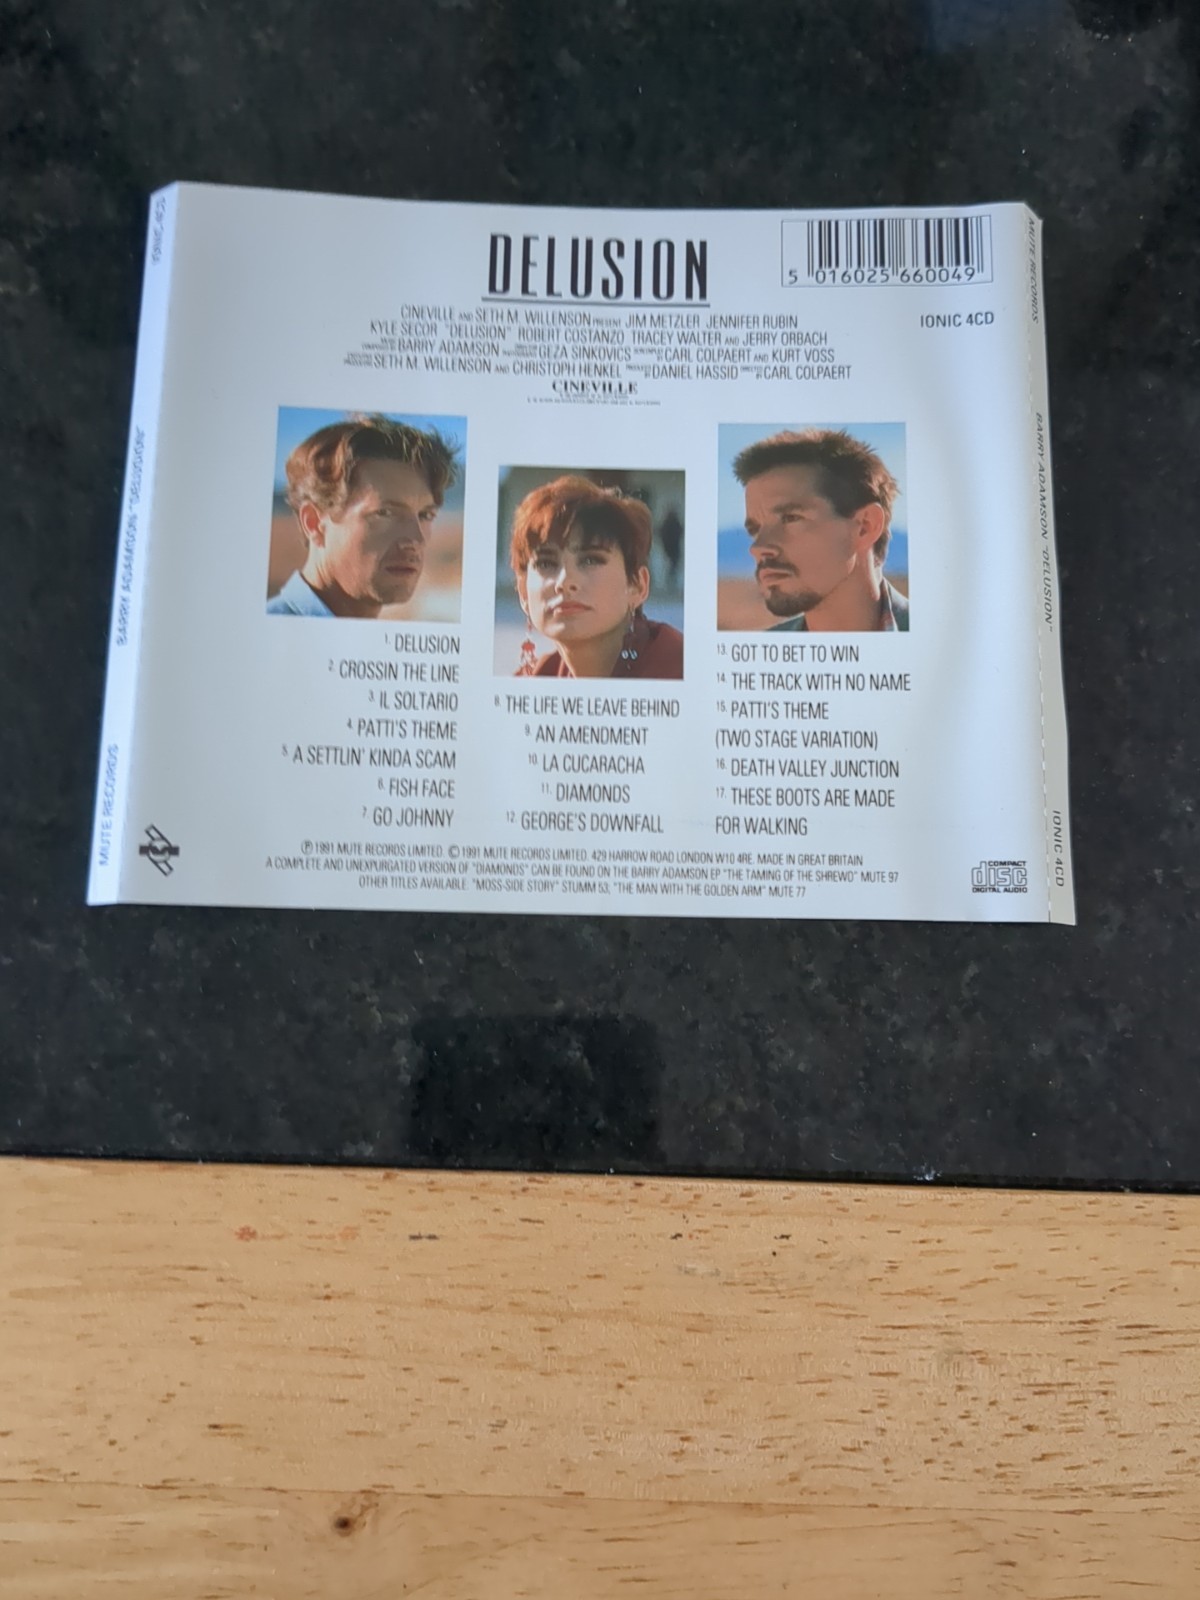 DELUSION
5 016025 660049
IONIC 4CD
CINEVILLE AND SETH M. WILLENSON PRESENT JIM METZLER JENNIFER RUBIN
KYLE SECOR "DELUSION" ROBERT COSTANZO TRACEY WALTER AND JERRY ORBACH
BARRY ADAMSON GEZA SINKOVICS BY CARL COLPAERT AND KURT VOSS
SETH M. WILLENSON AND CHRISTOPH HENKEL BY DANIEL HASSID BY CARL COLPAERT
CINEVILLE
1. DELUSION
2. CROSSIN THE LINE
3. IL SOLTARIO
4. PATTI'S THEME
5. A SETTLIN' KINDA SCAM
6. FISH FACE
7. GO JOHNNY
8. THE LIFE WE LEAVE BEHIND
9. AN AMENDMENT
10. LA CUCARACHA
11. DIAMONDS
12. GEORGE'S DOWNFALL
13. GOT TO BET TO WIN
14. THE TRACK WITH NO NAME
15. PATTI'S THEME
(TWO STAGE VARIATION)
16. DEATH VALLEY JUNCTION
17. THESE BOOTS ARE MADE
FOR WALKING
Ⓟ 1991 MUTE RECORDS LIMITED. © 1991 MUTE RECORDS LIMITED. 429 HARROW ROAD LONDON W10 4RE. MADE IN GREAT BRITAIN
A COMPLETE AND UNEXPURGATED VERSION OF "DIAMONDS" CAN BE FOUND ON THE BARRY ADAMSON EP "THE TAMING OF THE SHREWD" MUTE 97
OTHER TITLES AVAILABLE: "MOSS-SIDE STORY" STUMM 53, "THE MAN WITH THE GOLDEN ARM" MUTE 77
COMPACT
disc
DIGITAL AUDIO
MUTE RECORDS
BARRY ADAMSON "DELUSION"
IONIC 4CD
MUTE RECORDS
BARRY ADAMSON "DELUSION"
IONIC 4CD